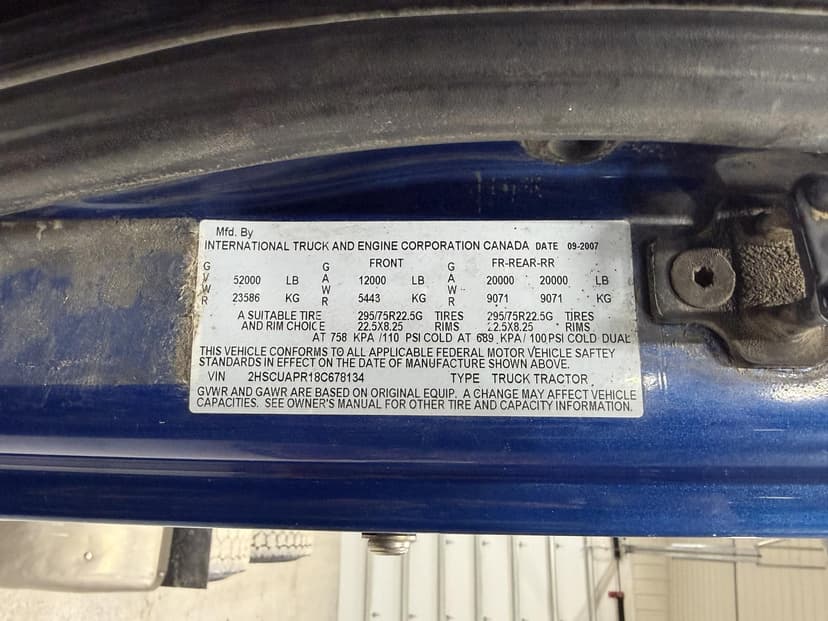 Mfd. By
INTERNATIONAL TRUCK AND ENGINE CORPORATION CANADA DATE 09-2007
G G FRONT G FR-REAR-RR
V 52000 LB A 12000 LB A 20000 20000 LB
W W W
R 23586 KG R 5443 KG R 9071 9071 KG
A SUITABLE TIRE 295/75R22.5G TIRES 295/75R22.5G TIRES
AND RIM CHOICE 22.5X8.25 RIMS 22.5X8.25 RIMS
AT 758 KPA /110 PSI COLD AT 689 KPA/ 100 PSI COLD DUAL
THIS VEHICLE CONFORMS TO ALL APPLICABLE FEDERAL MOTOR VEHICLE SAFTEY
STANDARDS IN EFFECT ON THE DATE OF MANUFACTURE SHOWN ABOVE.
VIN 2HSCUAPR18C678134 TYPE TRUCK TRACTOR
GVWR AND GAWR ARE BASED ON ORIGINAL EQUIP. A CHANGE MAY AFFECT VEHICLE
CAPACITIES. SEE OWNER'S MANUAL FOR OTHER TIRE AND CAPACITY INFORMATION.